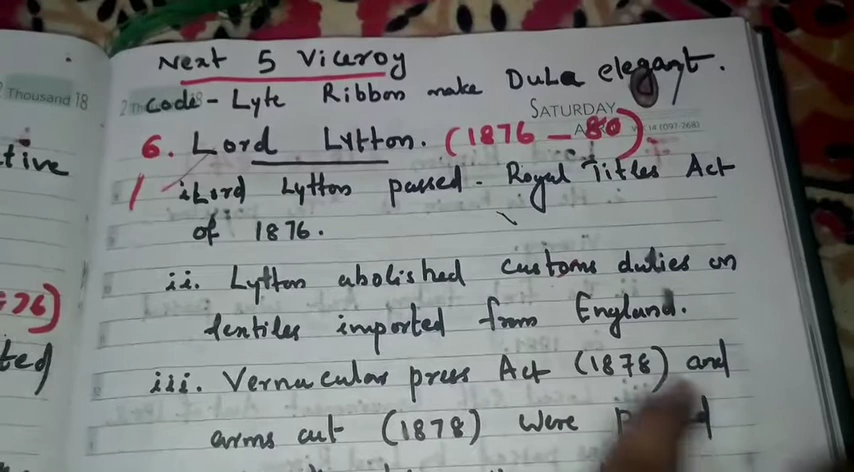 Next 5 Viceroy
Thousand 18
Code - Lyte Ribbon make DuLa elegant.
SATURDAY
6. Lord Lytton. (1876 - 80)
tive
i Lord Lytton passed - Royal Titles Act
of 1876.
ii. Lytton abolished customs duties on
76)
textiles imported from England.
ted
iii. Vernacular press Act (1878) and
arms act (1878) were